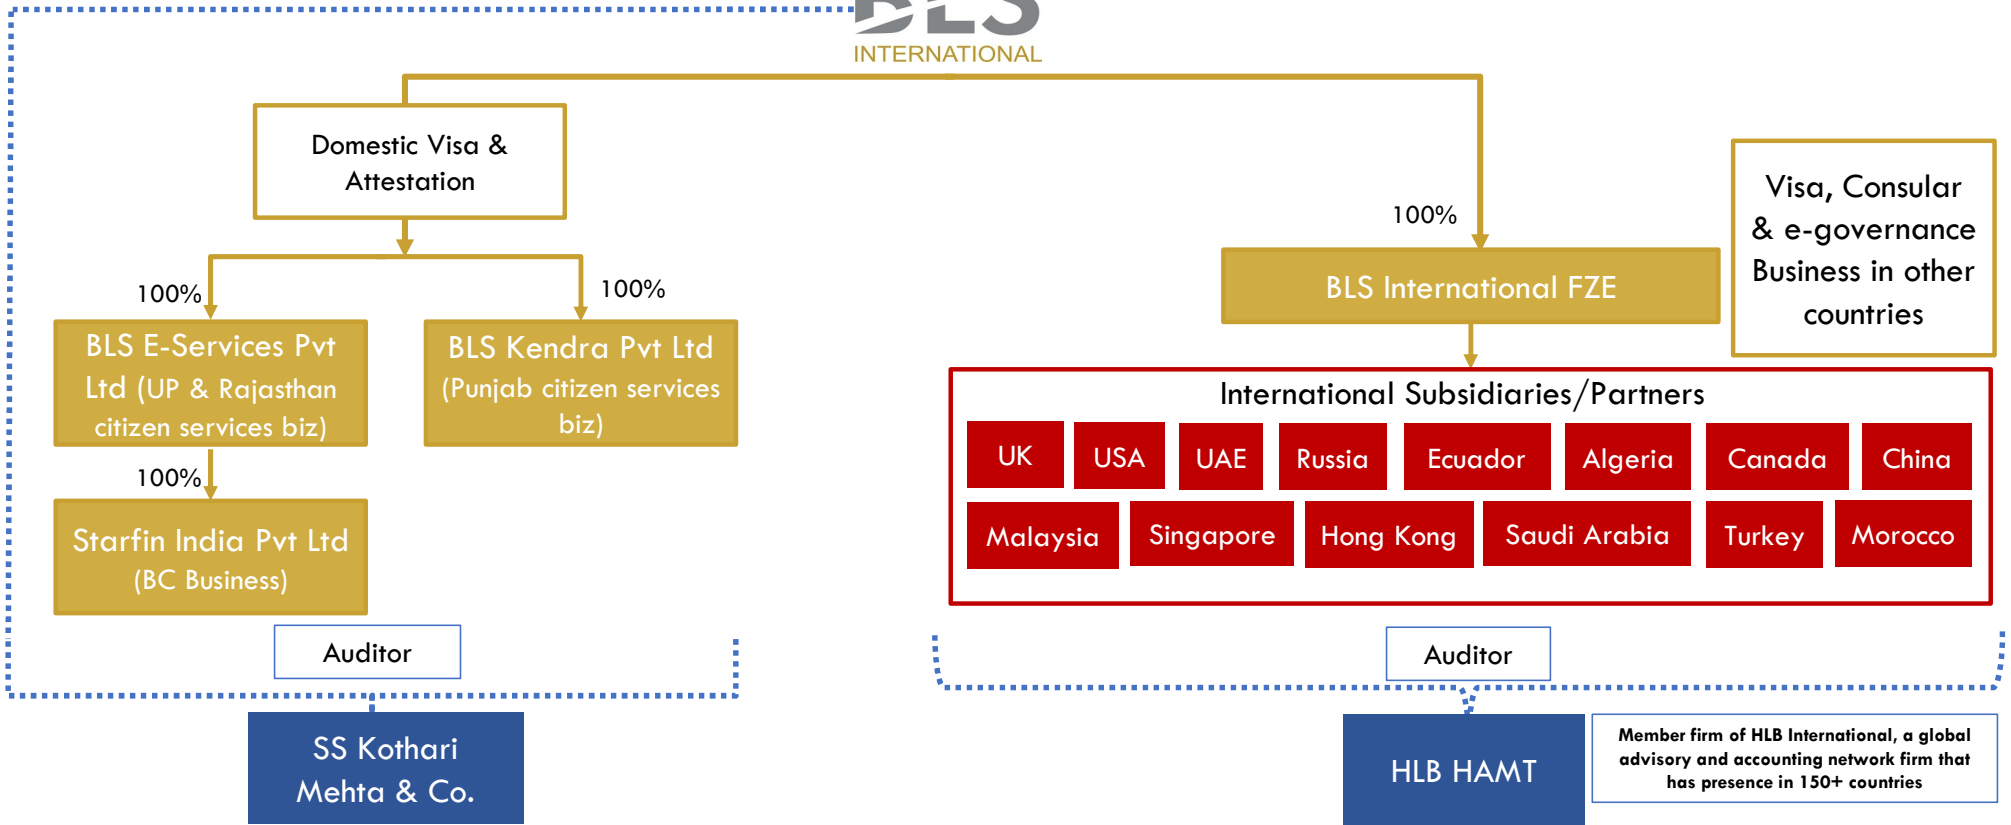 BLS
INTERNATIONAL
Domestic Visa &
Attestation
100%
100%
BLS E-Services Pvt
Ltd (UP & Rajasthan
citizen services biz)
BLS Kendra Pvt Ltd
(Punjab citizen services
biz)
100%
Starfin India Pvt Ltd
(BC Business)
Auditor
SS Kothari
Mehta & Co.
100%
BLS International FZE
Visa, Consular
& e-governance
Business in other
countries
International Subsidiaries/Partners
UK
USA
UAE
Russia
Ecuador
Algeria
Canada
China
Malaysia
Singapore
Hong Kong
Saudi Arabia
Turkey
Morocco
Auditor
HLB HAMT
Member firm of HLB International, a global
advisory and accounting network firm that
has presence in 150+ countries